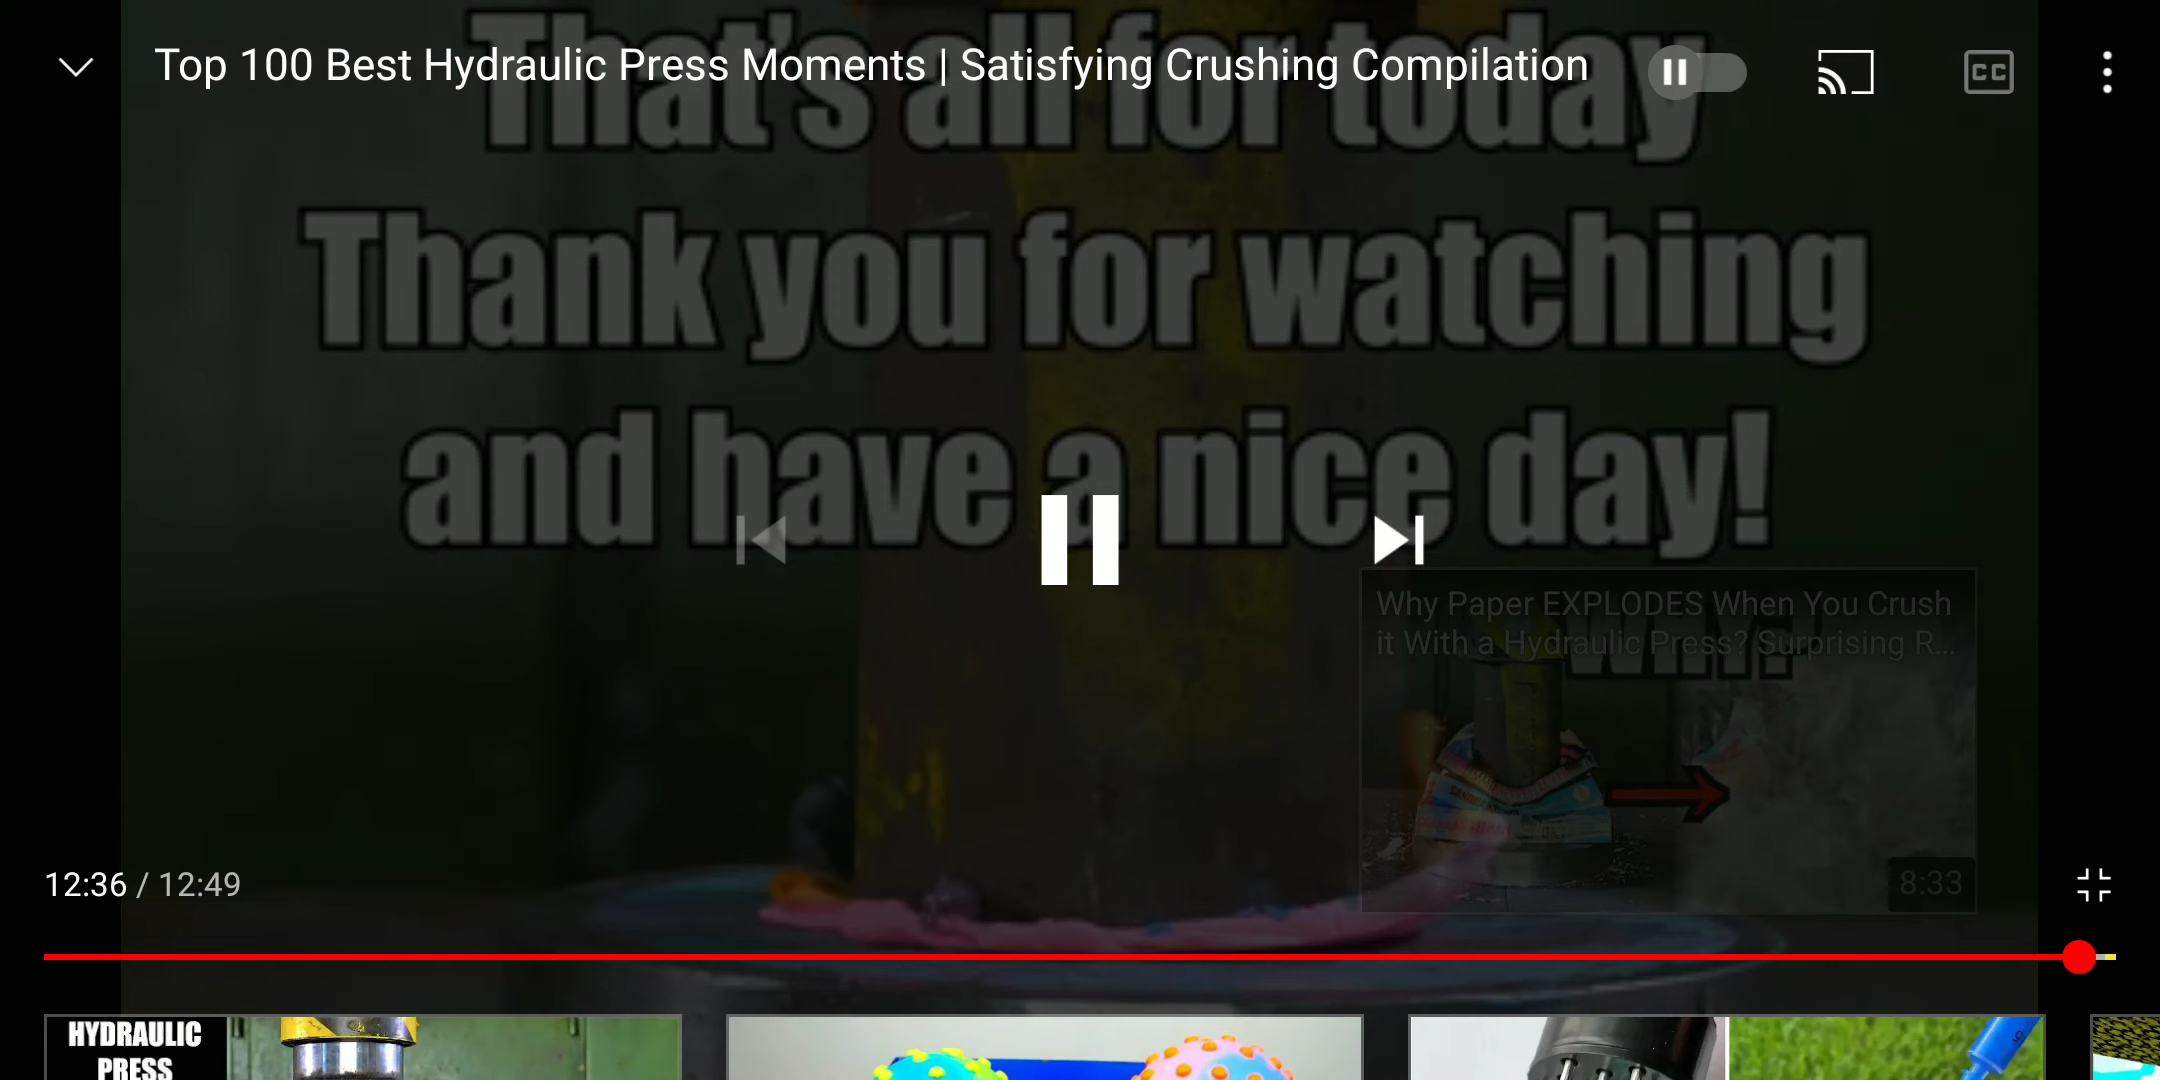 That's all for today
Top 100 Best Hydraulic Press Moments | Satisfying Crushing Compilation
CC
Thank you for watching
and have a nice day!
Why Paper EXPLODES When You Crush
it With a Hydraulic Press? Surprising R...
WHY?
8:33
12:36 / 12:49
HYDRAULIC
PRESS